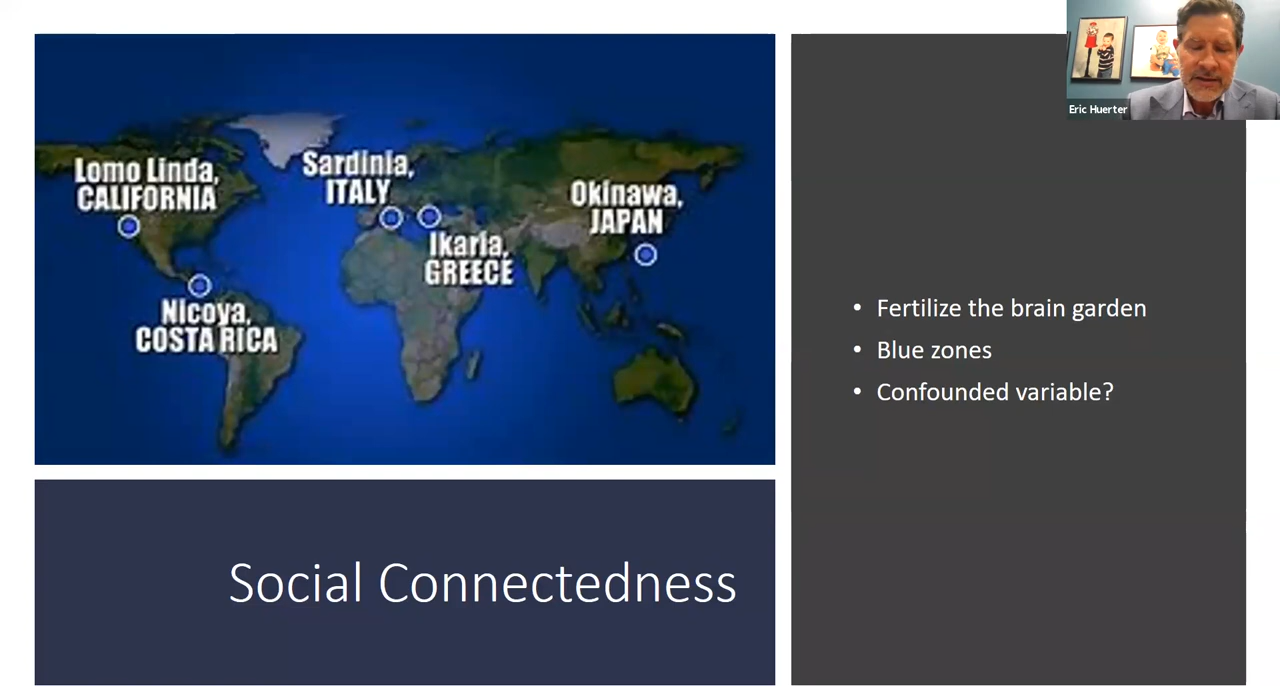 Lomo Linda,
CALIFORNIA
Sardinia,
ITALY
Okinawa,
JAPAN
Ikaria,
GREECE
Nicoya,
COSTA RICA
Social Connectedness
• Fertilize the brain garden
• Blue zones
• Confounded variable?
Eric Huerter